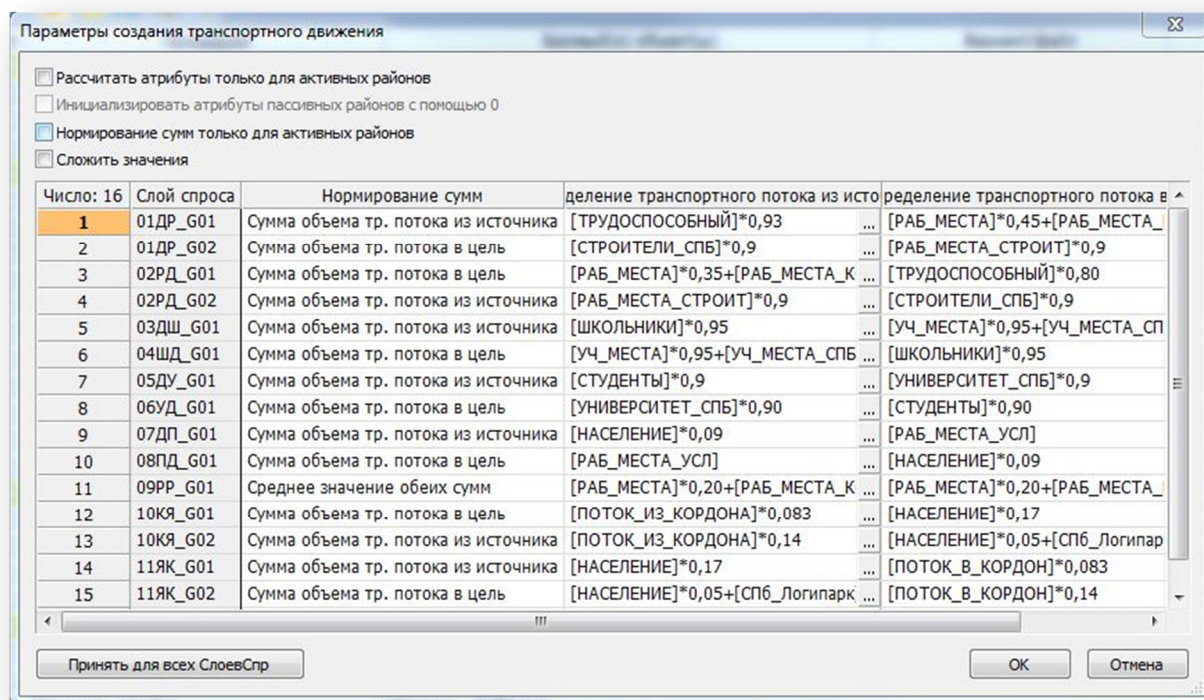 Параметры создания транспортного движения
Рассчитать атрибуты только для активных районов
Инициализировать атрибуты пассивных районов с помощью 0
Нормирование сумм только для активных районов
Сложить значения
Число: 16 Слой спроса Нормирование сумм деление транспортного потока из исто ределение транспортного потока в
1 01ДР_G01 Сумма объема тр. потока из источника [ТРУДОСПОСОБНЫЙ]*0,93 ... [РАБ_МЕСТА]*0,45+[РАБ_МЕСТА_
2 01ДР_G02 Сумма объема тр. потока в цель [СТРОИТЕЛИ_СПБ]*0,9 ... [РАБ_МЕСТА_СТРОИТ]*0,9
3 02РД_G01 Сумма объема тр. потока в цель [РАБ_МЕСТА]*0,35+[РАБ_МЕСТА_К ... [ТРУДОСПОСОБНЫЙ]*0,80
4 02РД_G02 Сумма объема тр. потока из источника [РАБ_МЕСТА_СТРОИТ]*0,9 ... [СТРОИТЕЛИ_СПБ]*0,9
5 03ДШ_G01 Сумма объема тр. потока из источника [ШКОЛЬНИКИ]*0,95 ... [УЧ_МЕСТА]*0,95+[УЧ_МЕСТА_СП
6 04ШД_G01 Сумма объема тр. потока в цель [УЧ_МЕСТА]*0,95+[УЧ_МЕСТА_СПБ ... [ШКОЛЬНИКИ]*0,95
7 05ДУ_G01 Сумма объема тр. потока из источника [СТУДЕНТЫ]*0,9 ... [УНИВЕРСИТЕТ_СПБ]*0,9
8 06УД_G01 Сумма объема тр. потока в цель [УНИВЕРСИТЕТ_СПБ]*0,90 ... [СТУДЕНТЫ]*0,90
9 07ДП_G01 Сумма объема тр. потока из источника [НАСЕЛЕНИЕ]*0,09 ... [РАБ_МЕСТА_УСЛ]
10 08ПД_G01 Сумма объема тр. потока в цель [РАБ_МЕСТА_УСЛ] ... [НАСЕЛЕНИЕ]*0,09
11 09РР_G01 Среднее значение обеих сумм [РАБ_МЕСТА]*0,20+[РАБ_МЕСТА_К ... [РАБ_МЕСТА]*0,20+[РАБ_МЕСТА_
12 10КЯ_G01 Сумма объема тр. потока в цель [ПОТОК_ИЗ_КОРДОНА]*0,083 ... [НАСЕЛЕНИЕ]*0,17
13 10КЯ_G02 Сумма объема тр. потока из источника [ПОТОК_ИЗ_КОРДОНА]*0,14 ... [НАСЕЛЕНИЕ]*0,05+[СПб_Логипар
14 11ЯК_G01 Сумма объема тр. потока из источника [НАСЕЛЕНИЕ]*0,17 ... [ПОТОК_В_КОРДОН]*0,083
15 11ЯК_G02 Сумма объема тр. потока в цель [НАСЕЛЕНИЕ]*0,05+[СПб_Логипарк ... [ПОТОК_В_КОРДОН]*0,14
Принять для всех СлоевСпр ОК Отмена